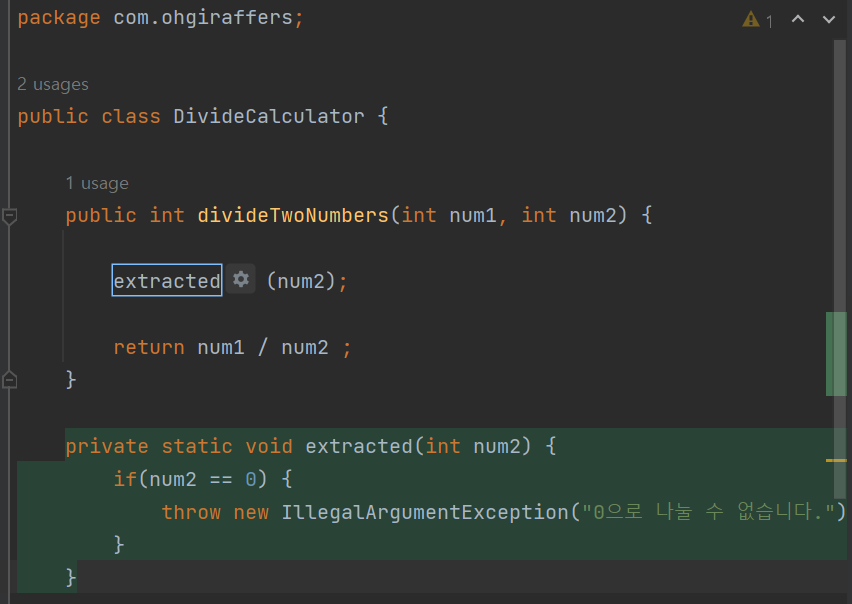 package com.ohgiraffers;
1
2 usages
public class DivideCalculator {
1 usage
public int divideTwoNumbers(int num1, int num2) {
extracted (num2);
return num1 / num2 ;
}
private static void extracted(int num2) {
if(num2 == 0) {
throw new IllegalArgumentException("0으로 나눌 수 없습니다.")
}
}